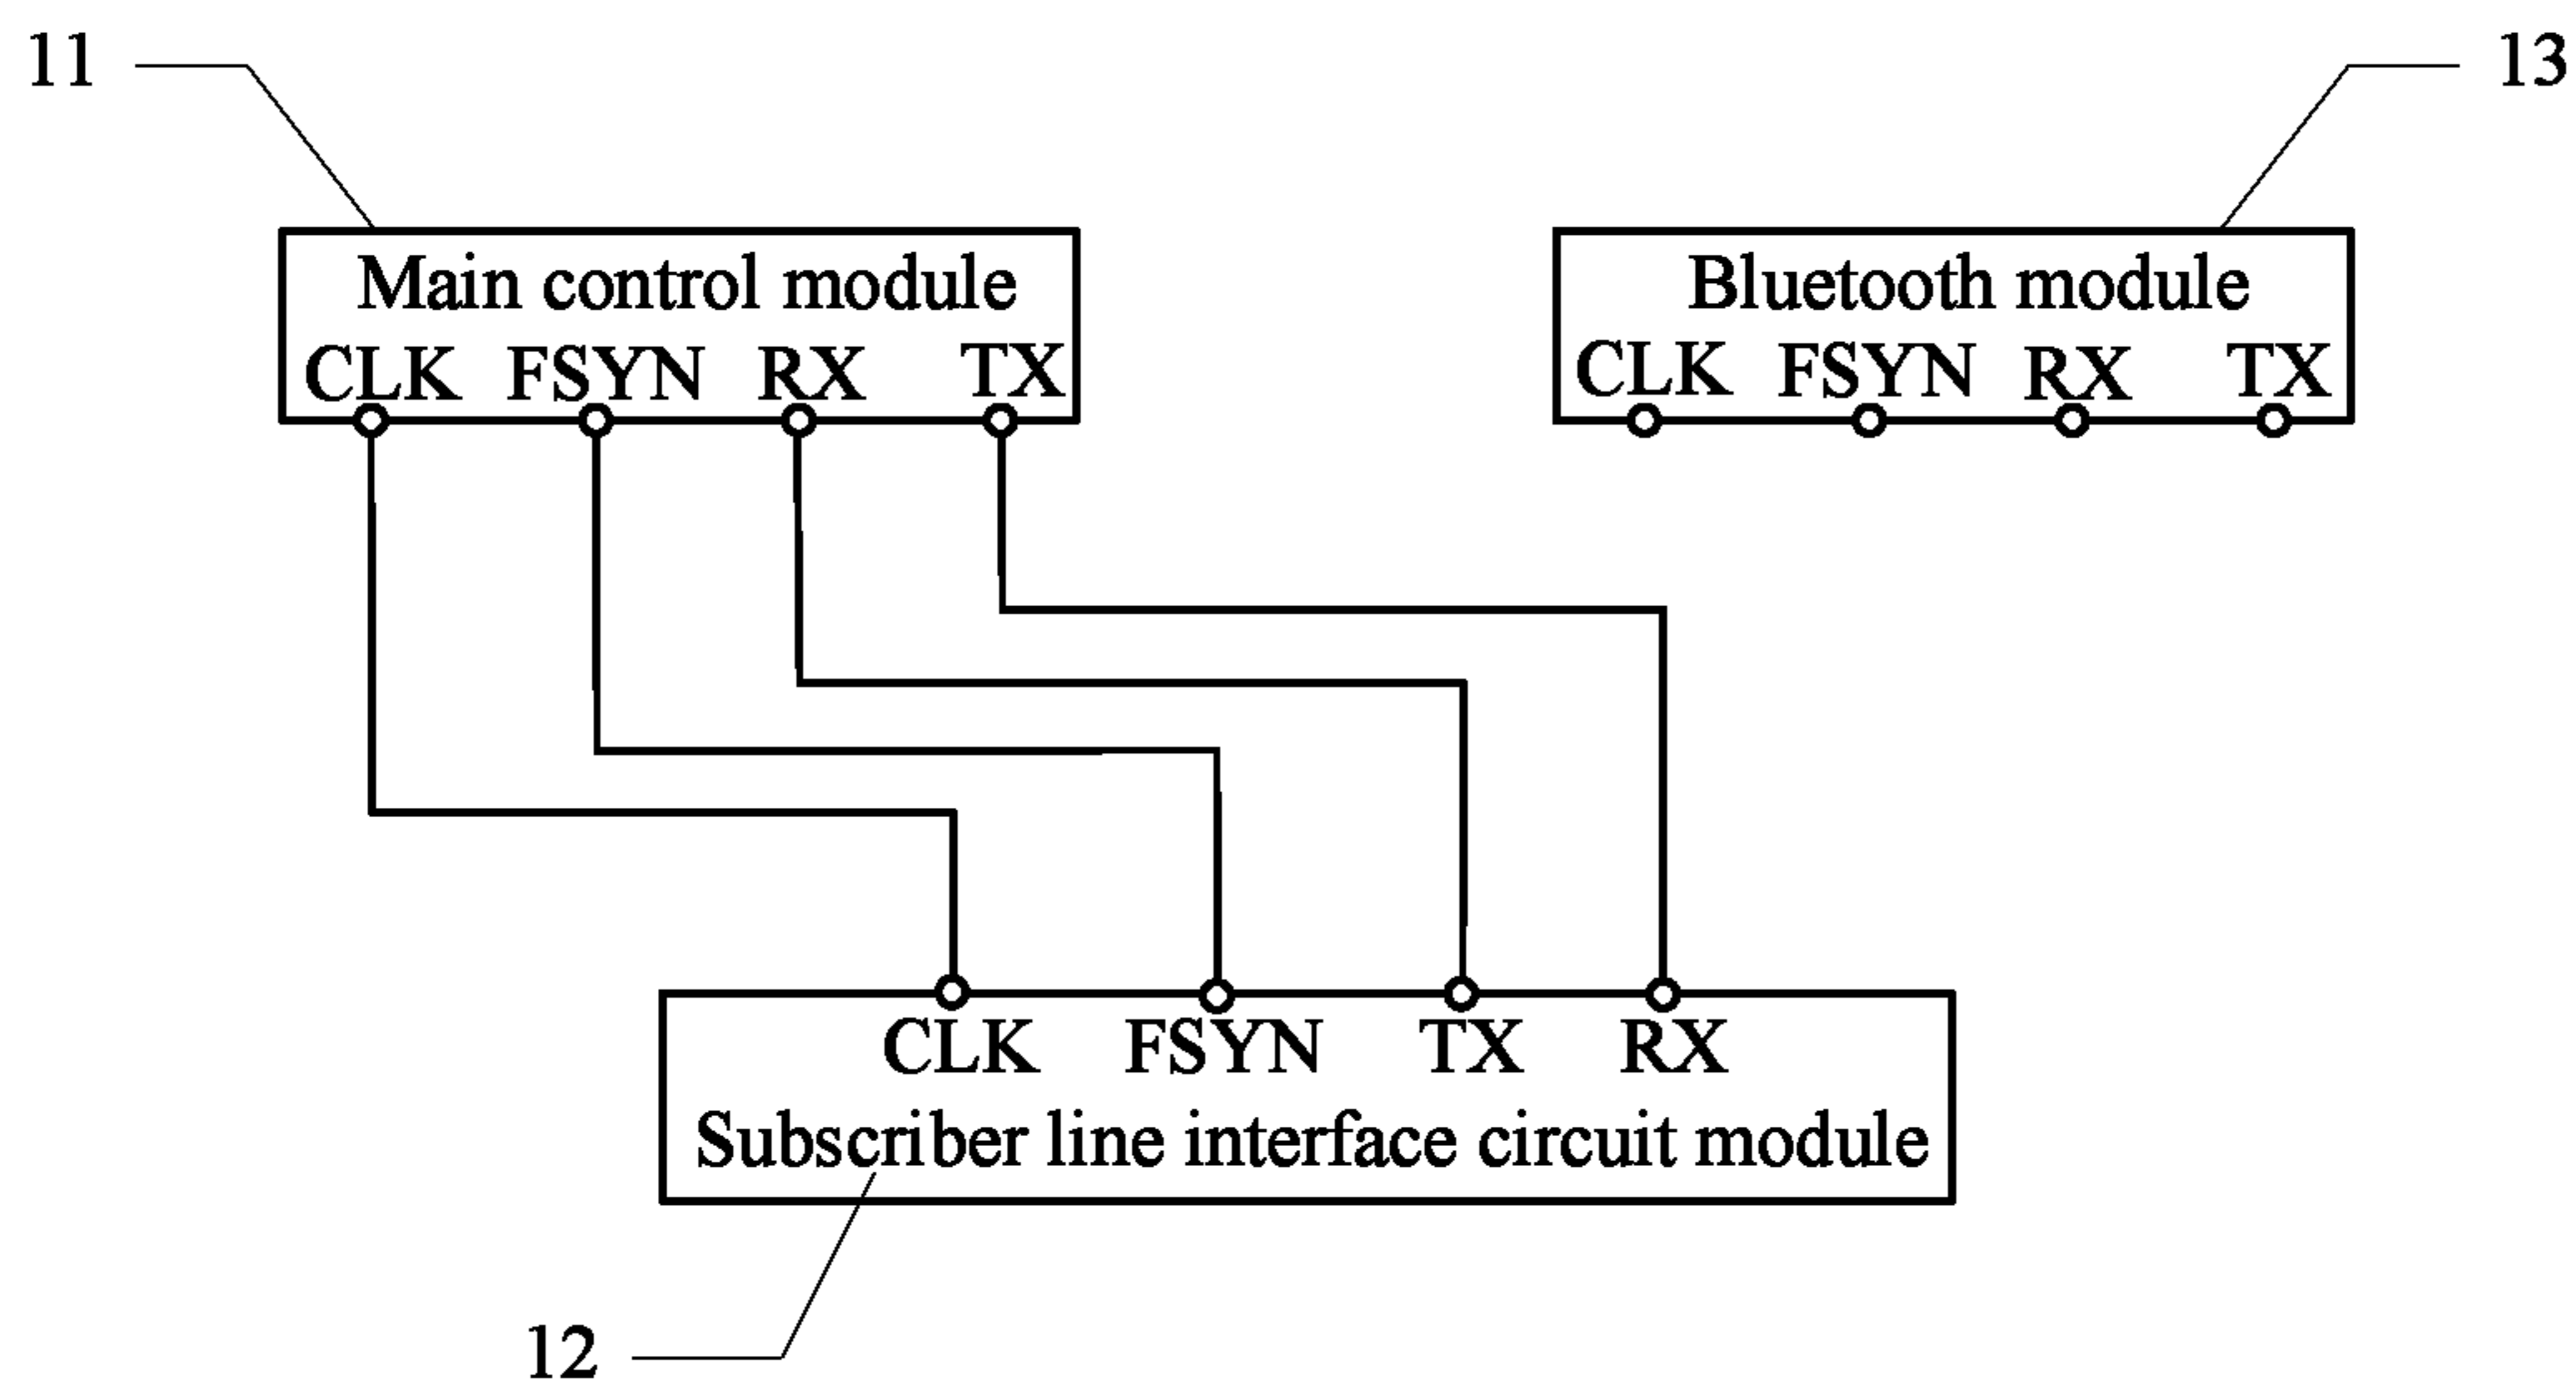 11
13
Main control module
CLK FSYN RX TX
Bluetooth module
CLK FSYN RX TX
CLK FSYN TX RX
Subscriber line interface circuit module
12